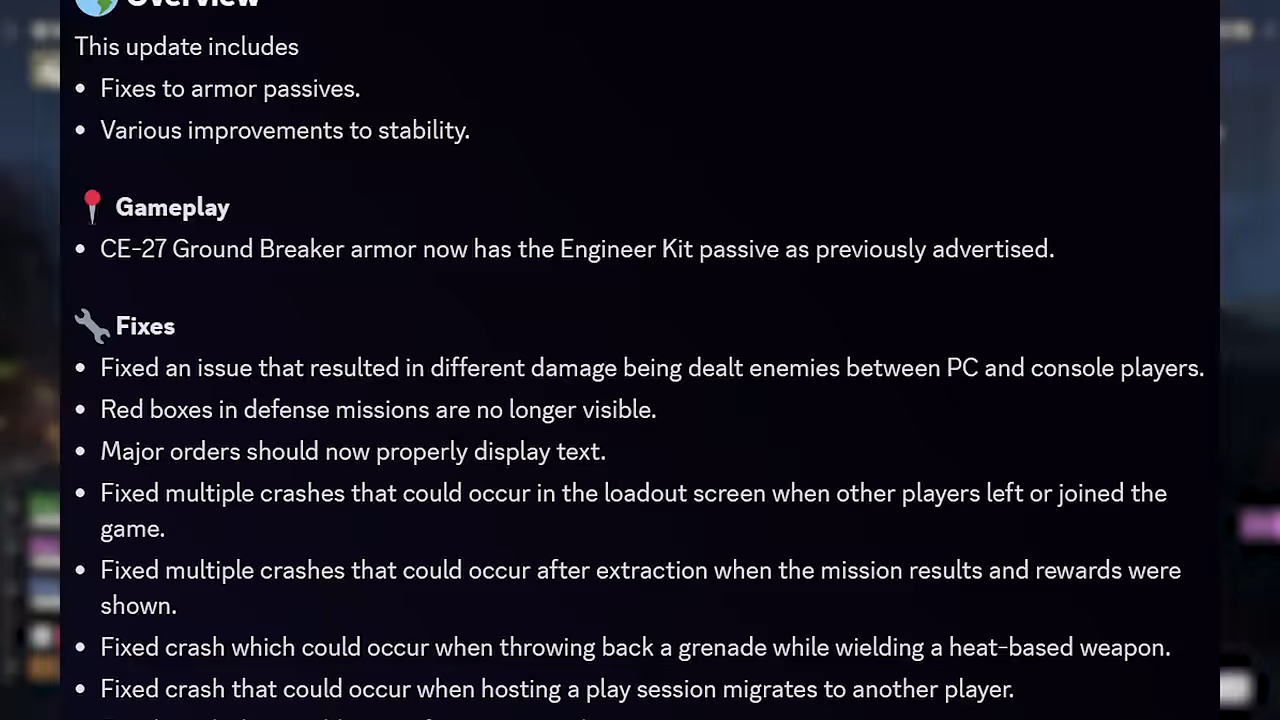 Overview
This update includes
• Fixes to armor passives.
• Various improvements to stability.
Gameplay
• CE-27 Ground Breaker armor now has the Engineer Kit passive as previously advertised.
Fixes
• Fixed an issue that resulted in different damage being dealt enemies between PC and console players.
• Red boxes in defense missions are no longer visible.
• Major orders should now properly display text.
• Fixed multiple crashes that could occur in the loadout screen when other players left or joined the
game.
• Fixed multiple crashes that could occur after extraction when the mission results and rewards were
shown.
• Fixed crash which could occur when throwing back a grenade while wielding a heat-based weapon.
• Fixed crash that could occur when hosting a play session migrates to another player.